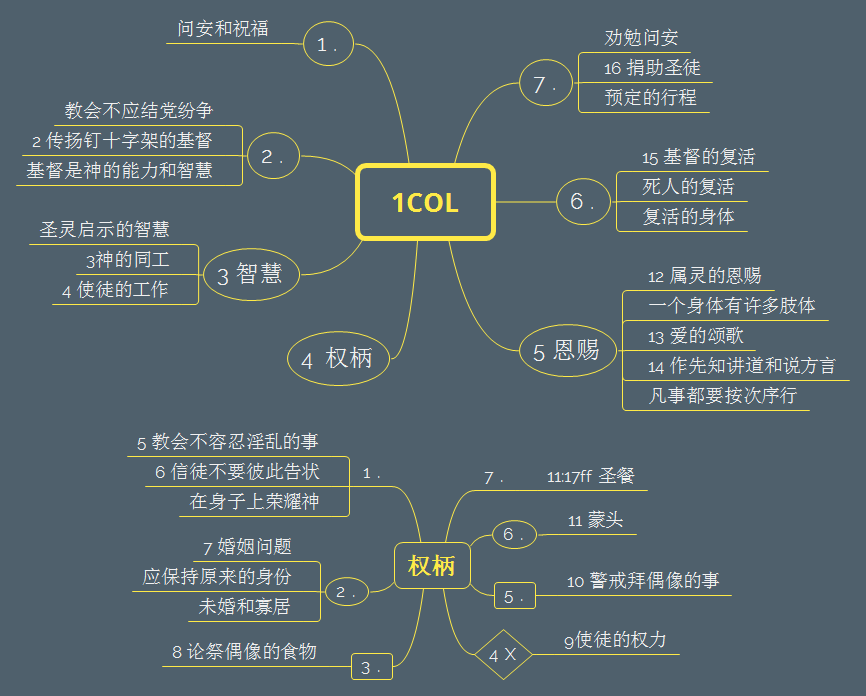 1COL
1 .
问安和祝福
2 .
教会不应结党纷争
2 传扬钉十字架的基督
基督是神的能力和智慧
3 智慧
圣灵启示的智慧
3神的同工
4 使徒的工作
4 权柄
5 恩赐
12 属灵的恩赐
一个身体有许多肢体
13 爱的颂歌
14 作先知讲道和说方言
凡事都要按次序行
6 .
15 基督的复活
死人的复活
复活的身体
7 .
劝勉问安
16 捐助圣徒
预定的行程
权柄
1 .
5 教会不容忍淫乱的事
6 信徒不要彼此告状
在身子上荣耀神
2 .
7 婚姻问题
应保持原来的身份
未婚和寡居
3 .
8 论祭偶像的食物
4 X
9使徒的权力
5 .
10 警戒拜偶像的事
6 .
11 蒙头
7 .
11:17ff 圣餐